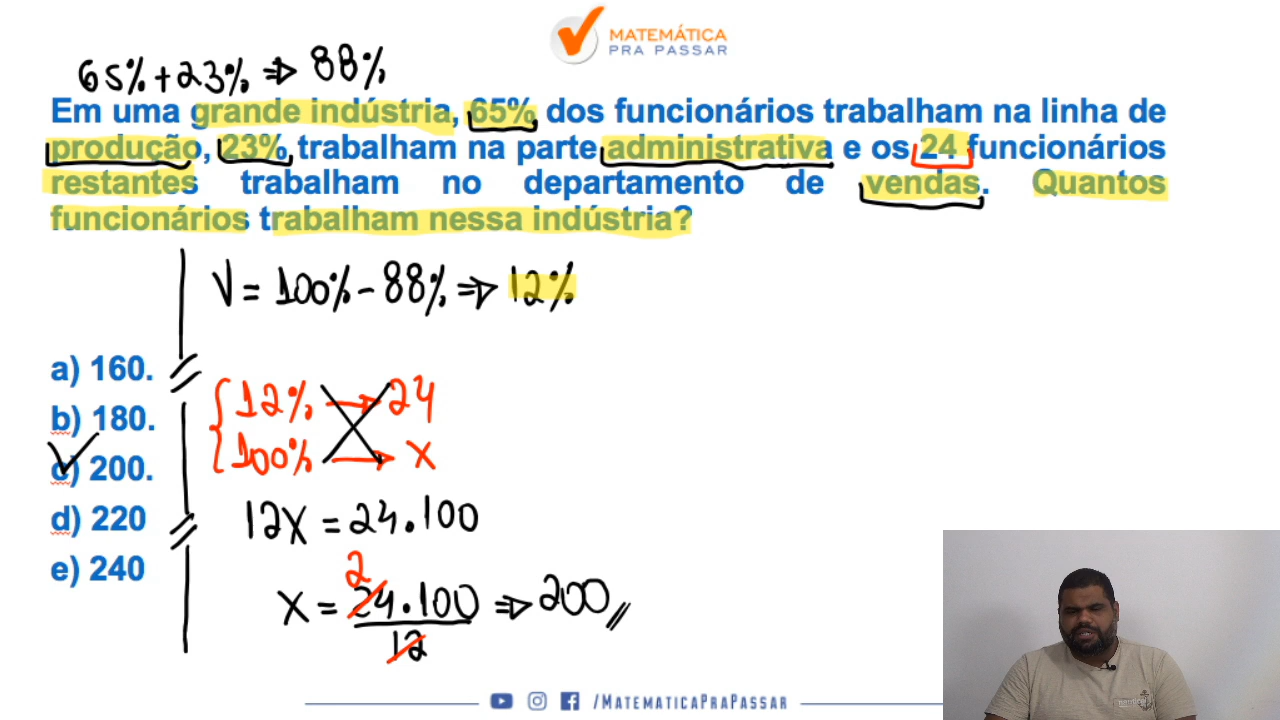 MATEMÁTICA
PRA PASSAR
65% + 23% ⇒ 88%
Em uma grande indústria, 65% dos funcionários trabalham na linha de
produção, 23% trabalham na parte administrativa e os 24 funcionários
restantes trabalham no departamento de vendas. Quantos
funcionários trabalham nessa indústria?
V = 100% - 88% ⇒ 12%
a) 160.
b) 180.
c) 200.
d) 220
e) 240
12% → 24
100% → x
12x = 24.100
2
x = 24.100 ⇒ 200
12
/MATEMATICAPRAPASSAR